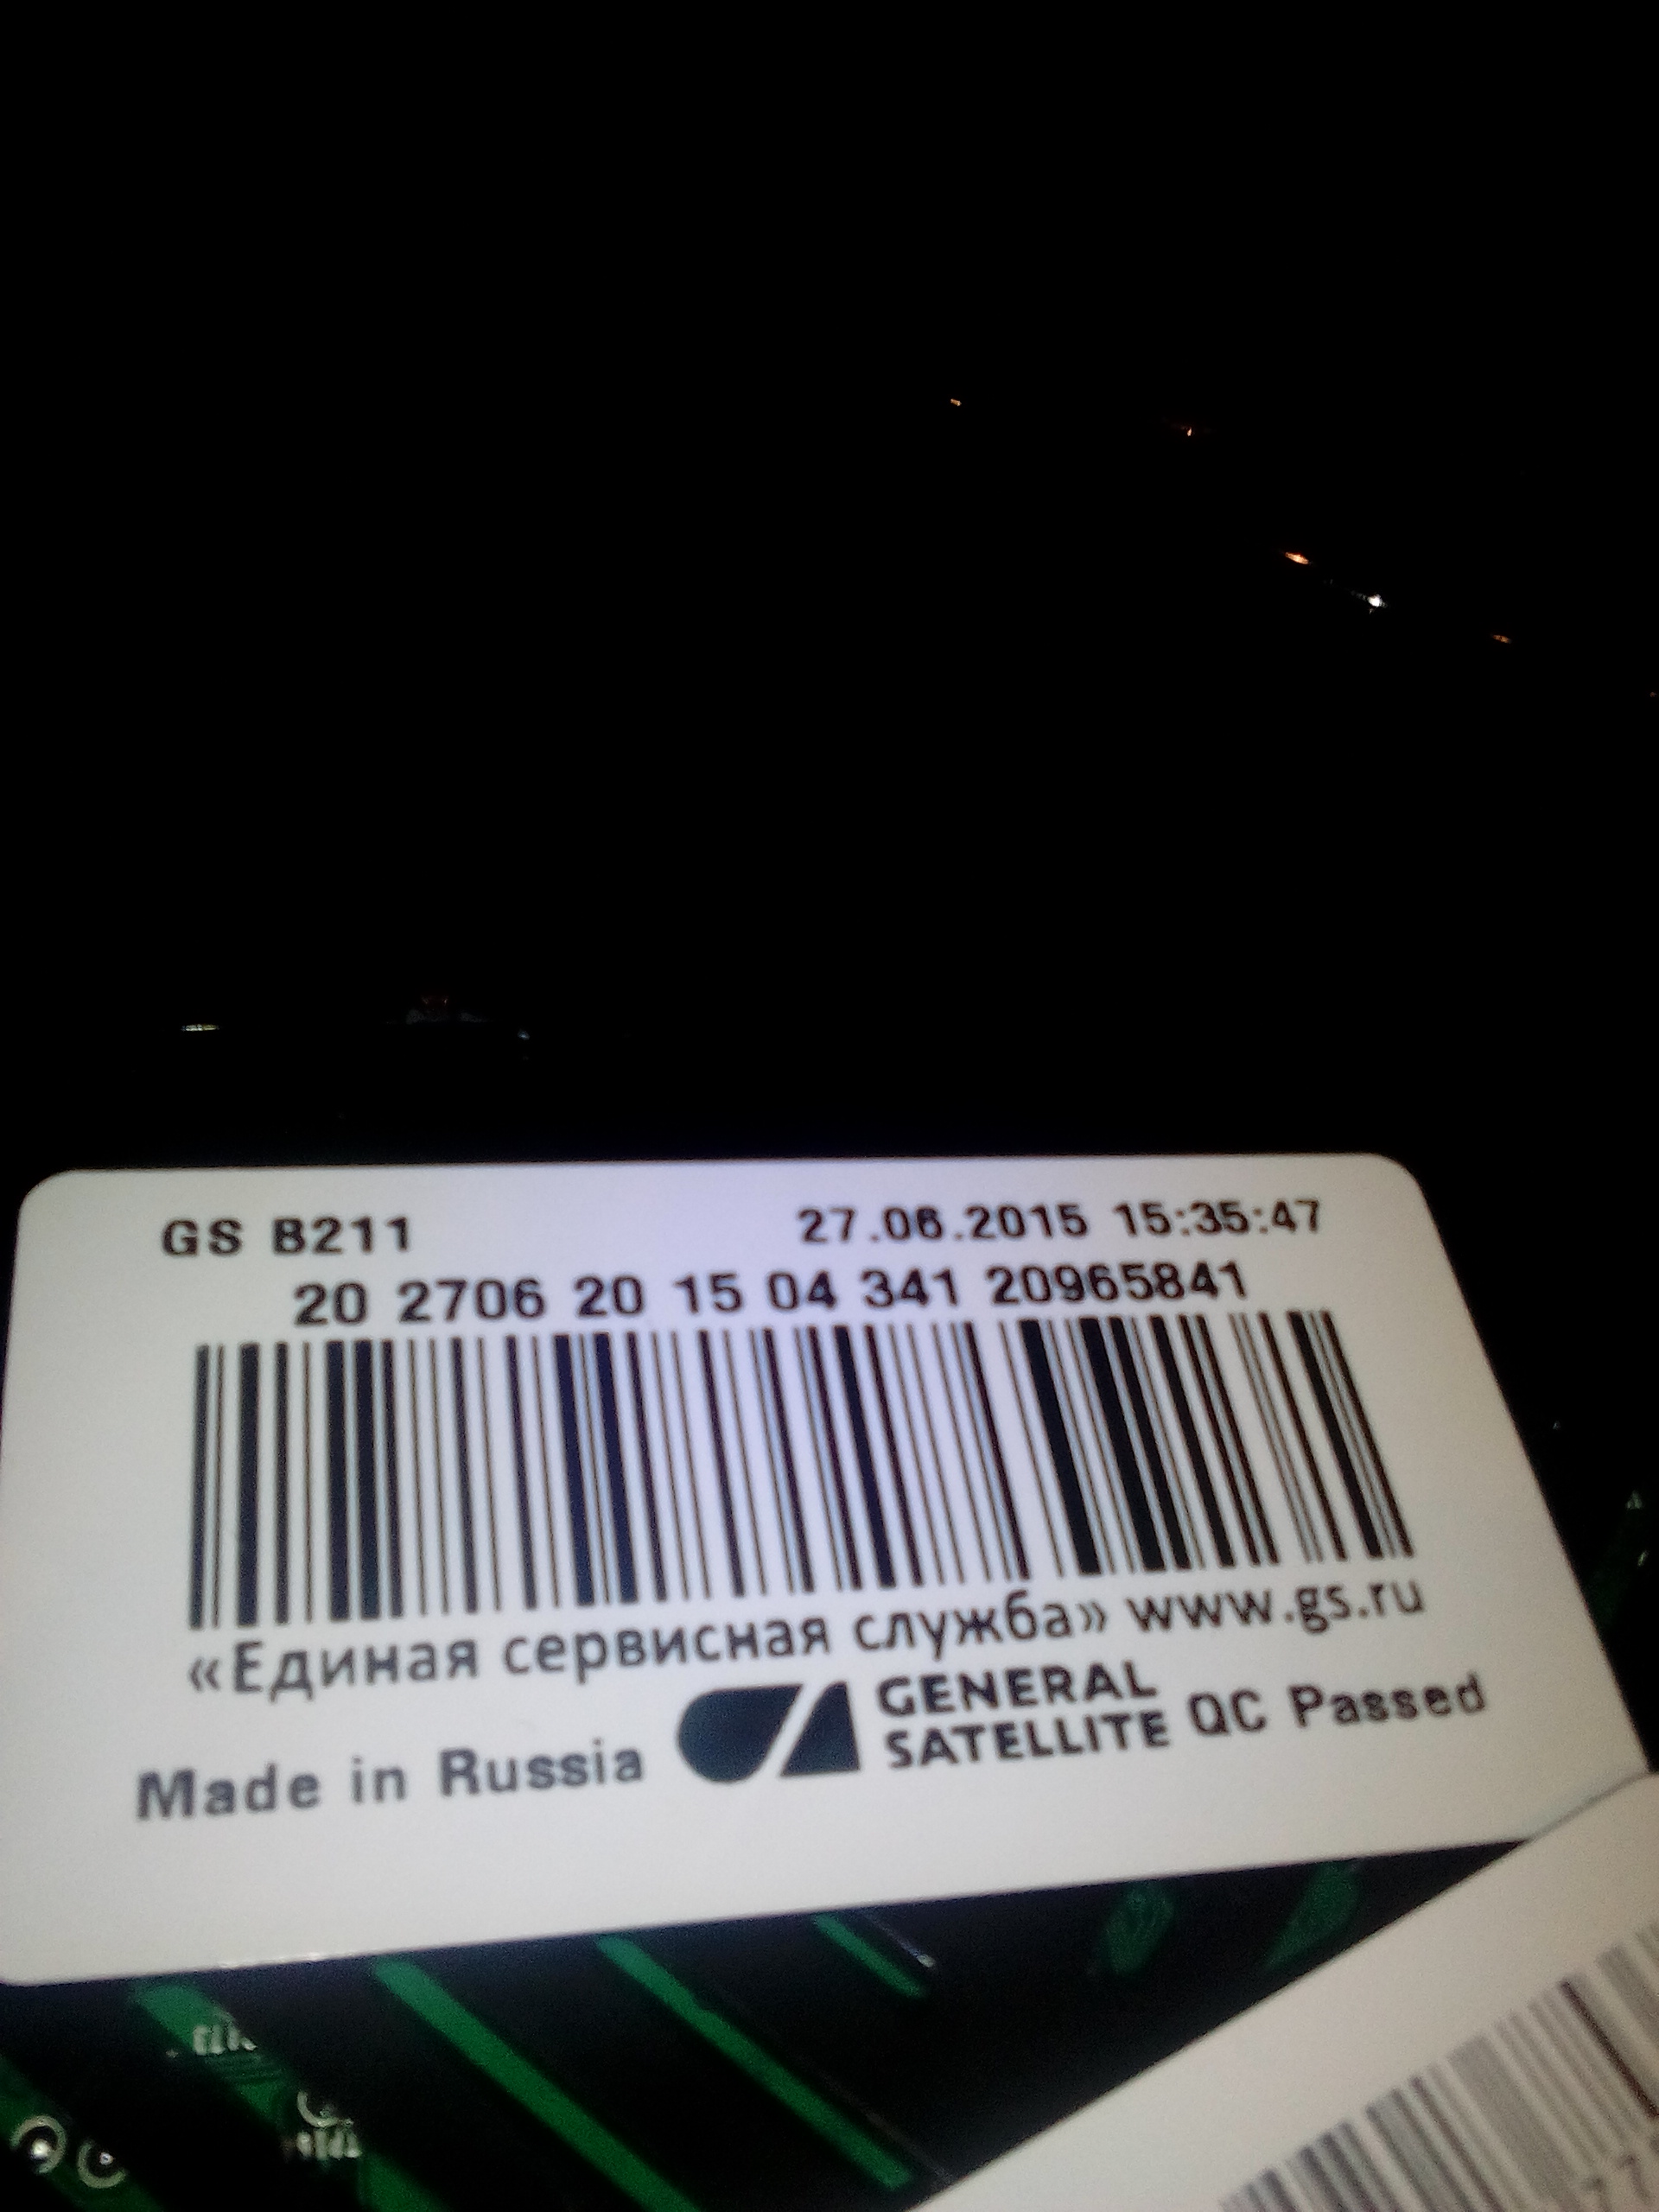 GS B211 27.06.2015 15:35:47
20 2706 20 15 04 341 20965841
«Единая сервисная служба» www.gs.ru
Made in Russia GENERAL SATELLITE QC Passed